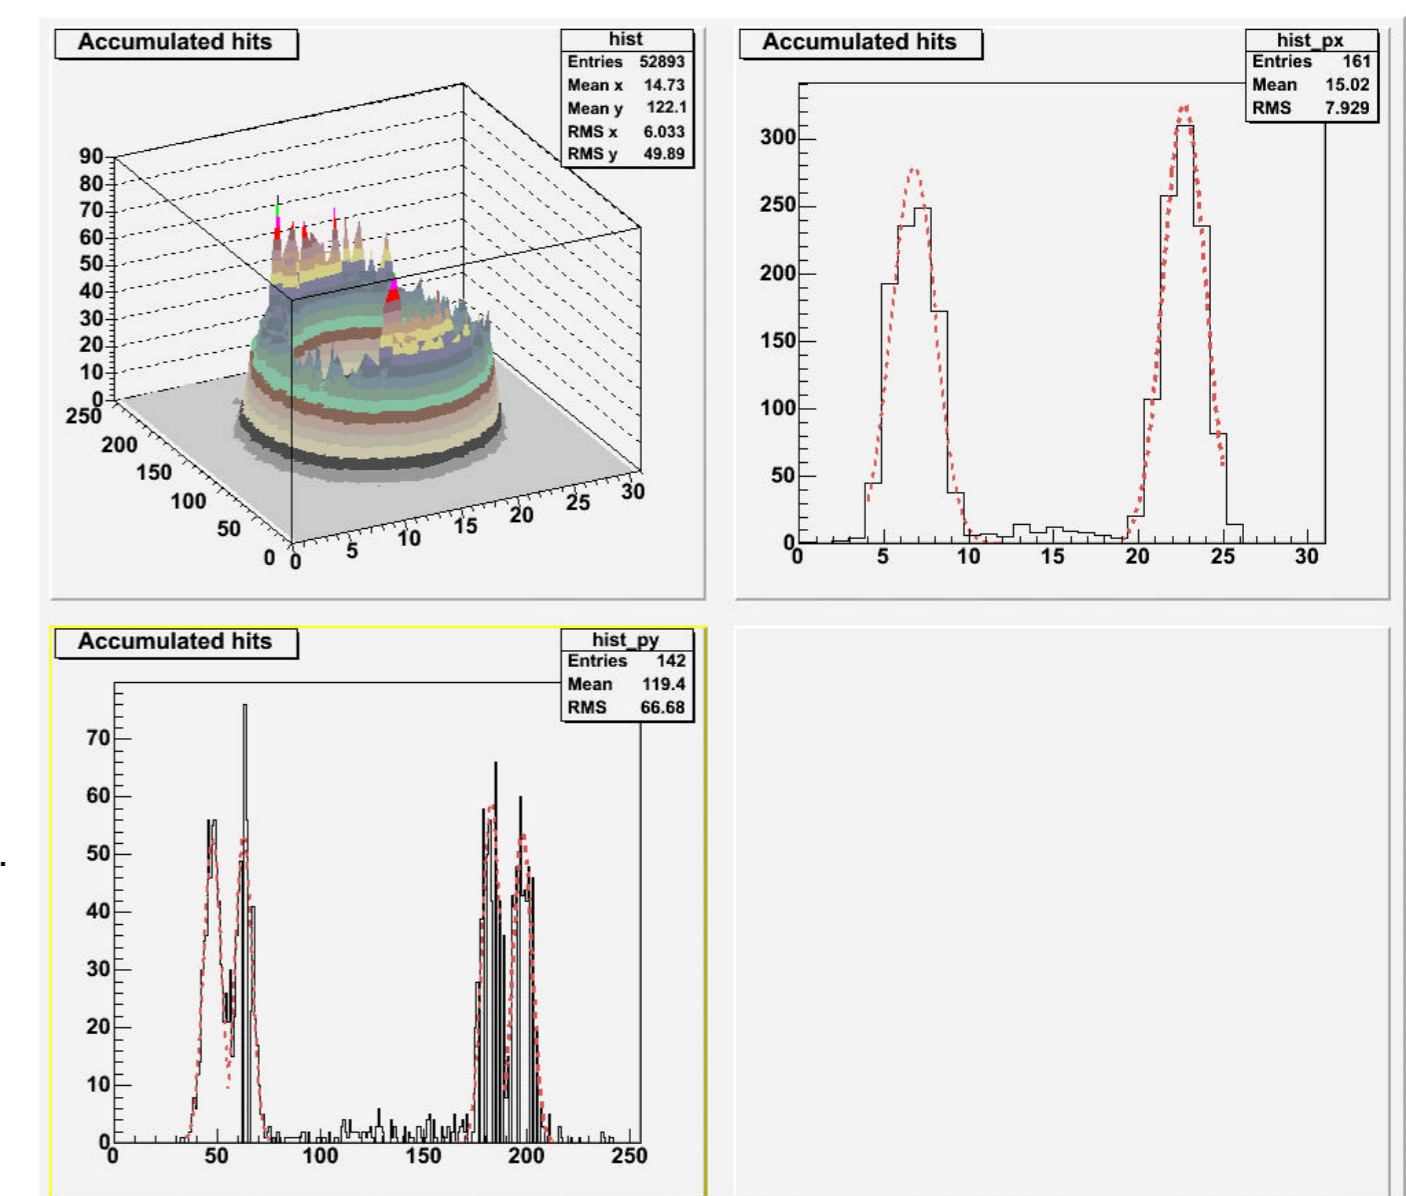 Accumulated hits
hist
Entries 52893
Mean x 14.73
Mean y 122.1
RMS x 6.033
RMS y 49.89
90
80
70
60
50
40
30
20
10
0
250
200
150
100
50
0
0
5
10
15
20
25
30
Accumulated hits
hist_px
Entries 161
Mean 15.02
RMS 7.929
300
250
200
150
100
50
0
0 5 10 15 20 25 30
Accumulated hits
hist_py
Entries 142
Mean 119.4
RMS 66.68
70
60
50
40
30
20
10
0
0 50 100 150 200 250
.